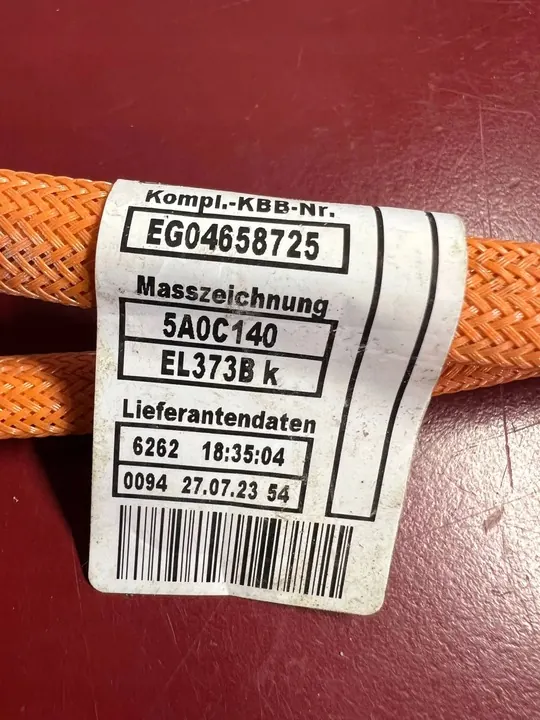 Kompl.-KBB-Nr.
EG04658725
Masszeichnung
5A0C140
EL373B k
Lieferantendaten
6262 18:35:04
0094 27.07.23 54